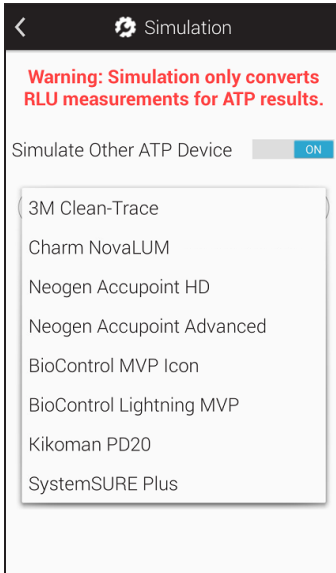 Simulation
Warning: Simulation only converts
RLU measurements for ATP results.
Simulate Other ATP Device ON
3M Clean-Trace
Charm NovaLUM
Neogen Accupoint HD
Neogen Accupoint Advanced
BioControl MVP Icon
BioControl Lightning MVP
Kikoman PD20
SystemSURE Plus